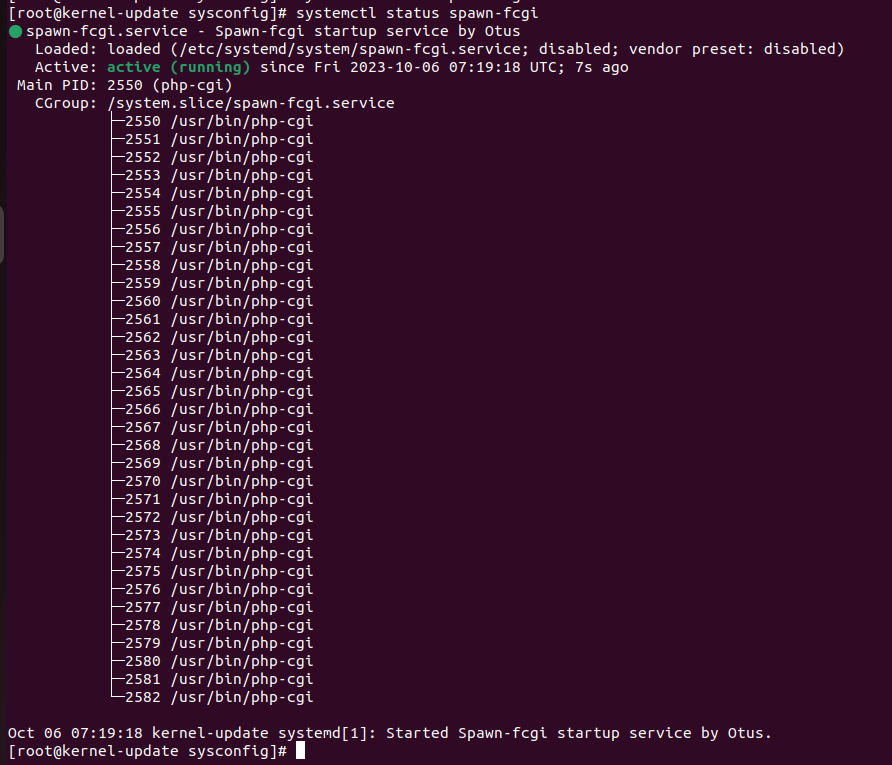 [root@kernel-update sysconfig]# systemctl status spawn-fcgi
● spawn-fcgi.service - Spawn-fcgi startup service by Otus
   Loaded: loaded (/etc/systemd/system/spawn-fcgi.service; disabled; vendor preset: disabled)
   Active: active (running) since Fri 2023-10-06 07:19:18 UTC; 7s ago
 Main PID: 2550 (php-cgi)
   CGroup: /system.slice/spawn-fcgi.service
           ├─2550 /usr/bin/php-cgi
           ├─2551 /usr/bin/php-cgi
           ├─2552 /usr/bin/php-cgi
           ├─2553 /usr/bin/php-cgi
           ├─2554 /usr/bin/php-cgi
           ├─2555 /usr/bin/php-cgi
           ├─2556 /usr/bin/php-cgi
           ├─2557 /usr/bin/php-cgi
           ├─2558 /usr/bin/php-cgi
           ├─2559 /usr/bin/php-cgi
           ├─2560 /usr/bin/php-cgi
           ├─2561 /usr/bin/php-cgi
           ├─2562 /usr/bin/php-cgi
           ├─2563 /usr/bin/php-cgi
           ├─2564 /usr/bin/php-cgi
           ├─2565 /usr/bin/php-cgi
           ├─2566 /usr/bin/php-cgi
           ├─2567 /usr/bin/php-cgi
           ├─2568 /usr/bin/php-cgi
           ├─2569 /usr/bin/php-cgi
           ├─2570 /usr/bin/php-cgi
           ├─2571 /usr/bin/php-cgi
           ├─2572 /usr/bin/php-cgi
           ├─2573 /usr/bin/php-cgi
           ├─2574 /usr/bin/php-cgi
           ├─2575 /usr/bin/php-cgi
           ├─2576 /usr/bin/php-cgi
           ├─2577 /usr/bin/php-cgi
           ├─2578 /usr/bin/php-cgi
           ├─2579 /usr/bin/php-cgi
           ├─2580 /usr/bin/php-cgi
           ├─2581 /usr/bin/php-cgi
           └─2582 /usr/bin/php-cgi

Oct 06 07:19:18 kernel-update systemd[1]: Started Spawn-fcgi startup service by Otus.
[root@kernel-update sysconfig]#